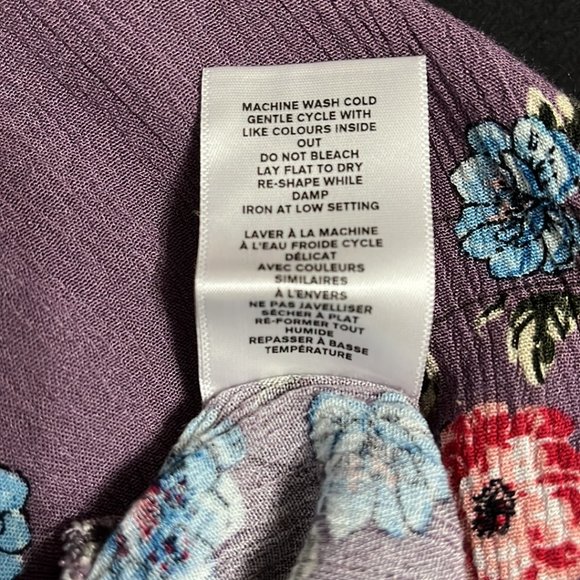 MACHINE WASH COLD
GENTLE CYCLE WITH
LIKE COLOURS INSIDE
OUT
DO NOT BLEACH
LAY FLAT TO DRY
RE-SHAPE WHILE
DAMP
IRON AT LOW SETTING
LAVER À LA MACHINE
À L'EAU FROIDE CYCLE
DÉLICAT
AVEC COULEURS
SIMILAIRES
À L'ENVERS
NE PAS JAVELLISER
SÉCHER À PLAT
RÉ-FORMER TOUT
HUMIDE
REPASSER À BASSE
TEMPÉRATURE